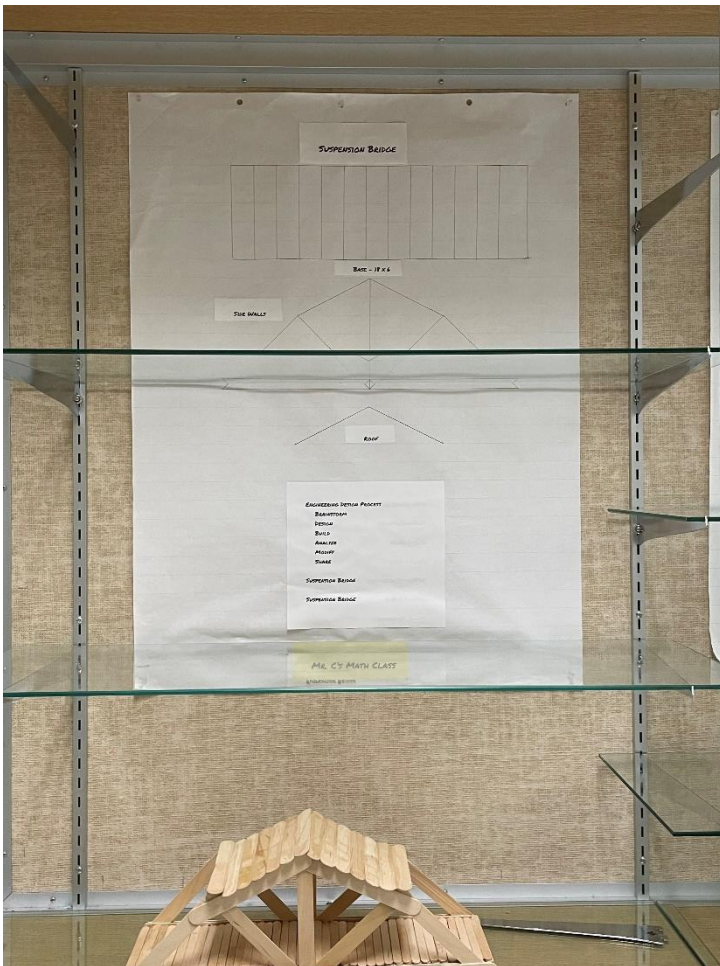 SUSPENSION BRIDGE
BASE - 18 X 6
SIDE WALLS
ROOF
ENGINEERING DESIGN PROCESS
BRAINSTORM
DESIGN
BUILD
ANALYZE
MODIFY
SHARE
SUSPENSION BRIDGE
SUSPENSION BRIDGE
MR. C'S MATH CLASS